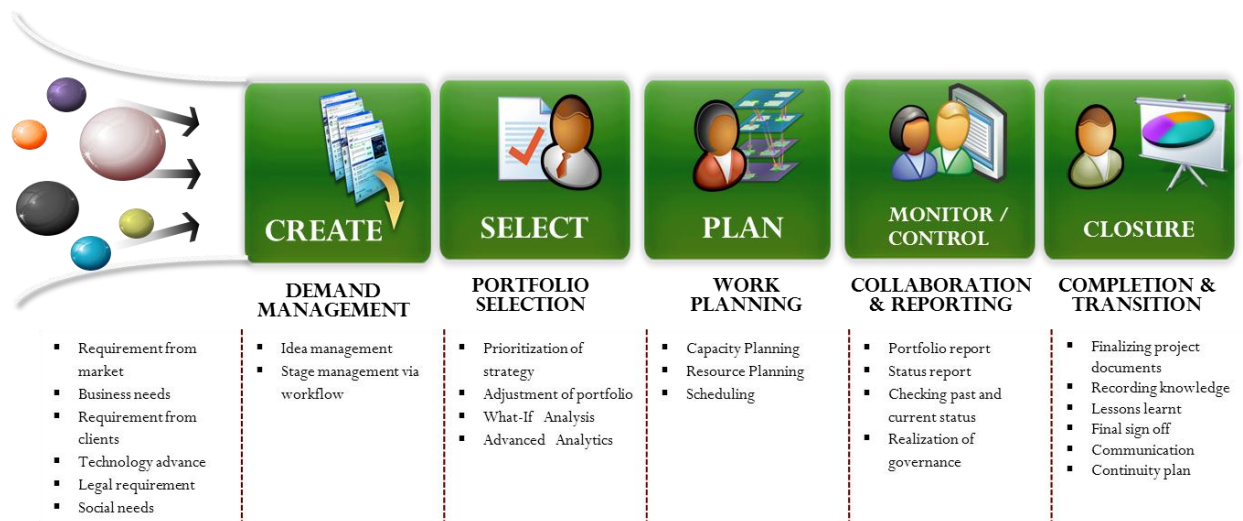 CREATE
SELECT
PLAN
MONITOR /
CONTROL
CLOSURE
DEMAND
MANAGEMENT
PORTFOLIO
SELECTION
WORK
PLANNING
COLLABORATION
& REPORTING
COMPLETION &
TRANSITION
▪ Requirement from
market
▪ Business needs
▪ Requirement from
clients
▪ Technology advance
▪ Legal requirement
▪ Social needs
▪ Idea management
▪ Stage management via
workflow
▪ Prioritization of
strategy
▪ Adjustment of portfolio
▪ What-If Analysis
▪ Advanced Analytics
▪ Capacity Planning
▪ Resource Planning
▪ Scheduling
▪ Portfolio report
▪ Status report
▪ Checking past and
current status
▪ Realization of
governance
▪ Finalizing project
documents
▪ Recording knowledge
▪ Lessons learnt
▪ Final sign off
▪ Communication
▪ Continuity plan